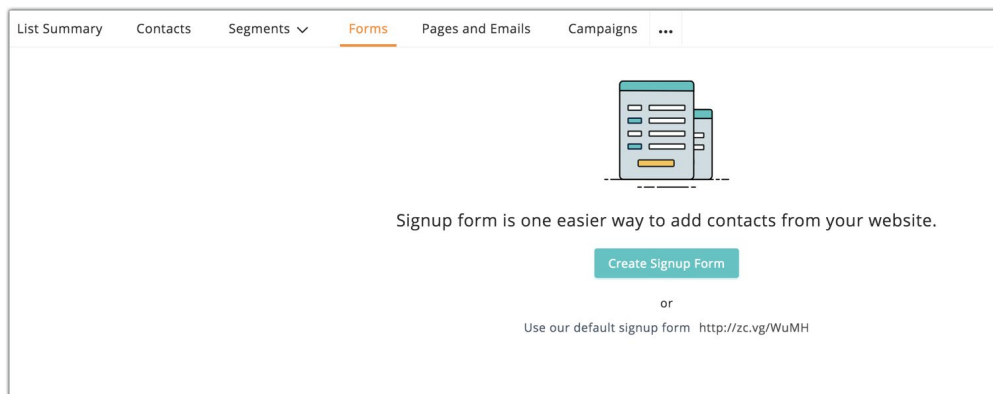 List Summary Contacts Segments Forms Pages and Emails Campaigns ...
Signup form is one easier way to add contacts from your website.
Create Signup Form
or
Use our default signup form http://zc.vg/WuMH